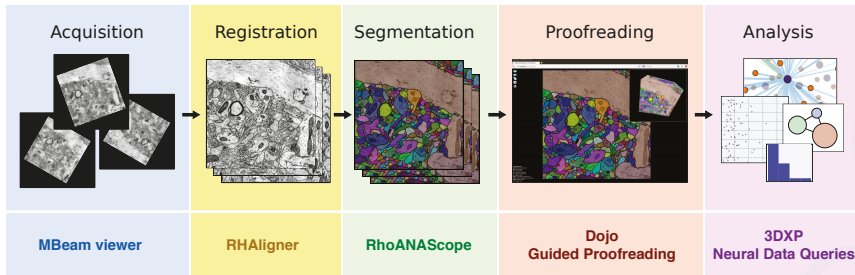 Acquisition
Registration
Segmentation
Proofreading
Analysis
MBeam viewer
RHAligner
RhoANAScope
Dojo
Guided Proofreading
3DXP
Neural Data Queries